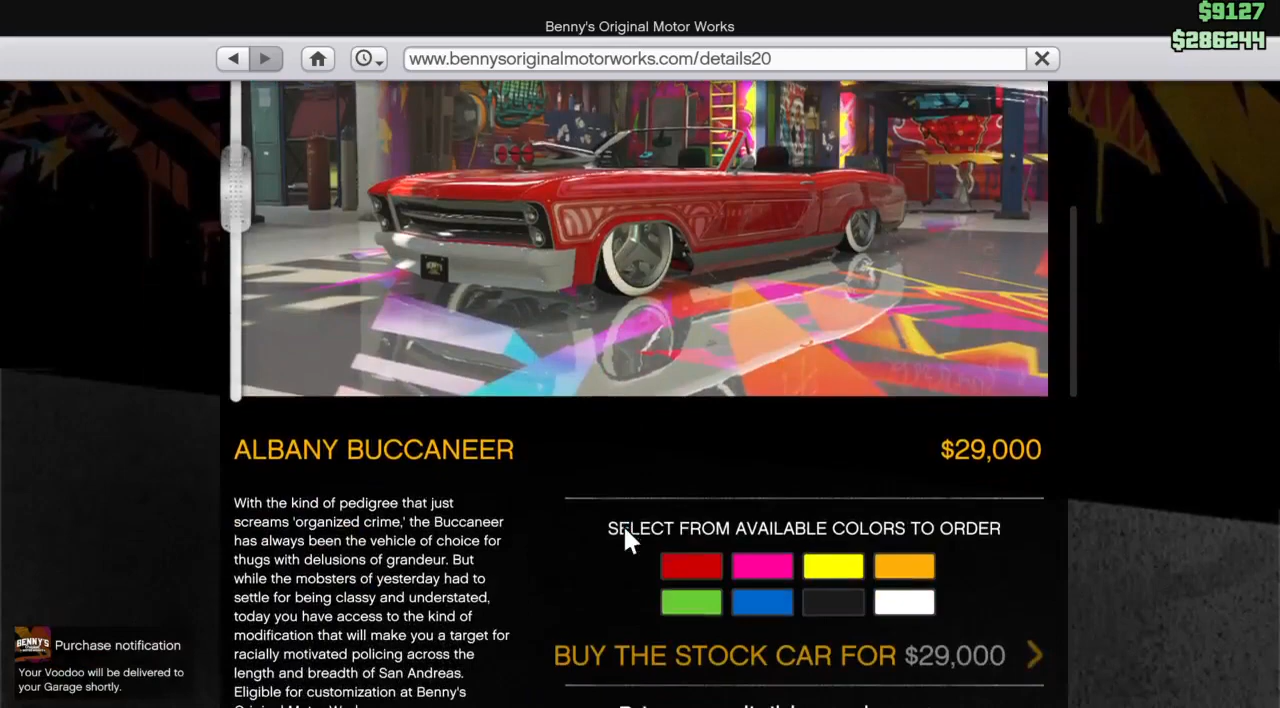 Benny's Original Motor Works
$9127
$286244
www.bennysoriginalmotorworks.com/details20
BENNY'S
ALBANY BUCCANEER
$29,000
With the kind of pedigree that just
screams 'organized crime,' the Buccaneer
has always been the vehicle of choice for
thugs with delusions of grandeur. But
while the mobsters of yesterday had to
settle for being classy and understated,
today you have access to the kind of
modification that will make you a target for
racially motivated policing across the
length and breadth of San Andreas.
Eligible for customization at Benny's
SELECT FROM AVAILABLE COLORS TO ORDER
BUY THE STOCK CAR FOR $29,000
BENNY'S
Purchase notification
Your Voodoo will be delivered to
your Garage shortly.